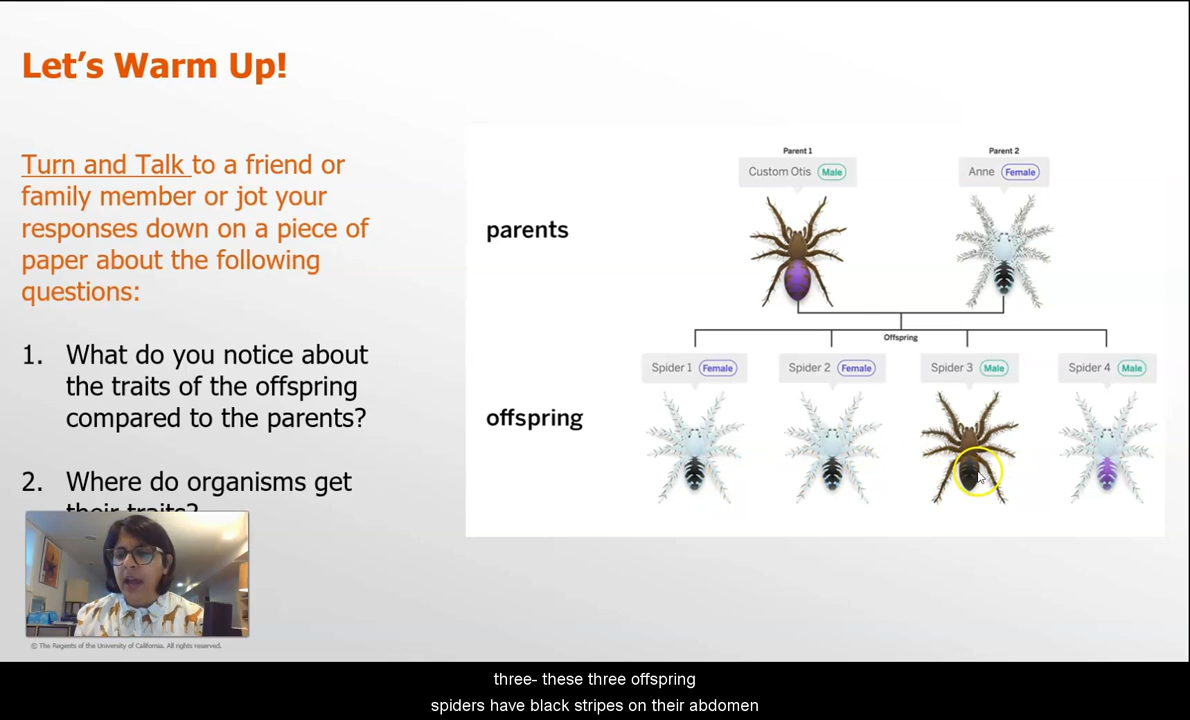 Let's Warm Up!
Turn and Talk to a friend or
family member or jot your
responses down on a piece of
paper about the following
questions:
1. What do you notice about
the traits of the offspring
compared to the parents?
2. Where do organisms get
their traits?
Parent 1
Parent 2
Custom Otis Male
Anne Female
parents
Offspring
Spider 1 Female
Spider 2 Female
Spider 3 Male
Spider 4 Male
offspring
© The Regents of the University of California. All rights reserved.
three- these three offspring
spiders have black stripes on their abdomen